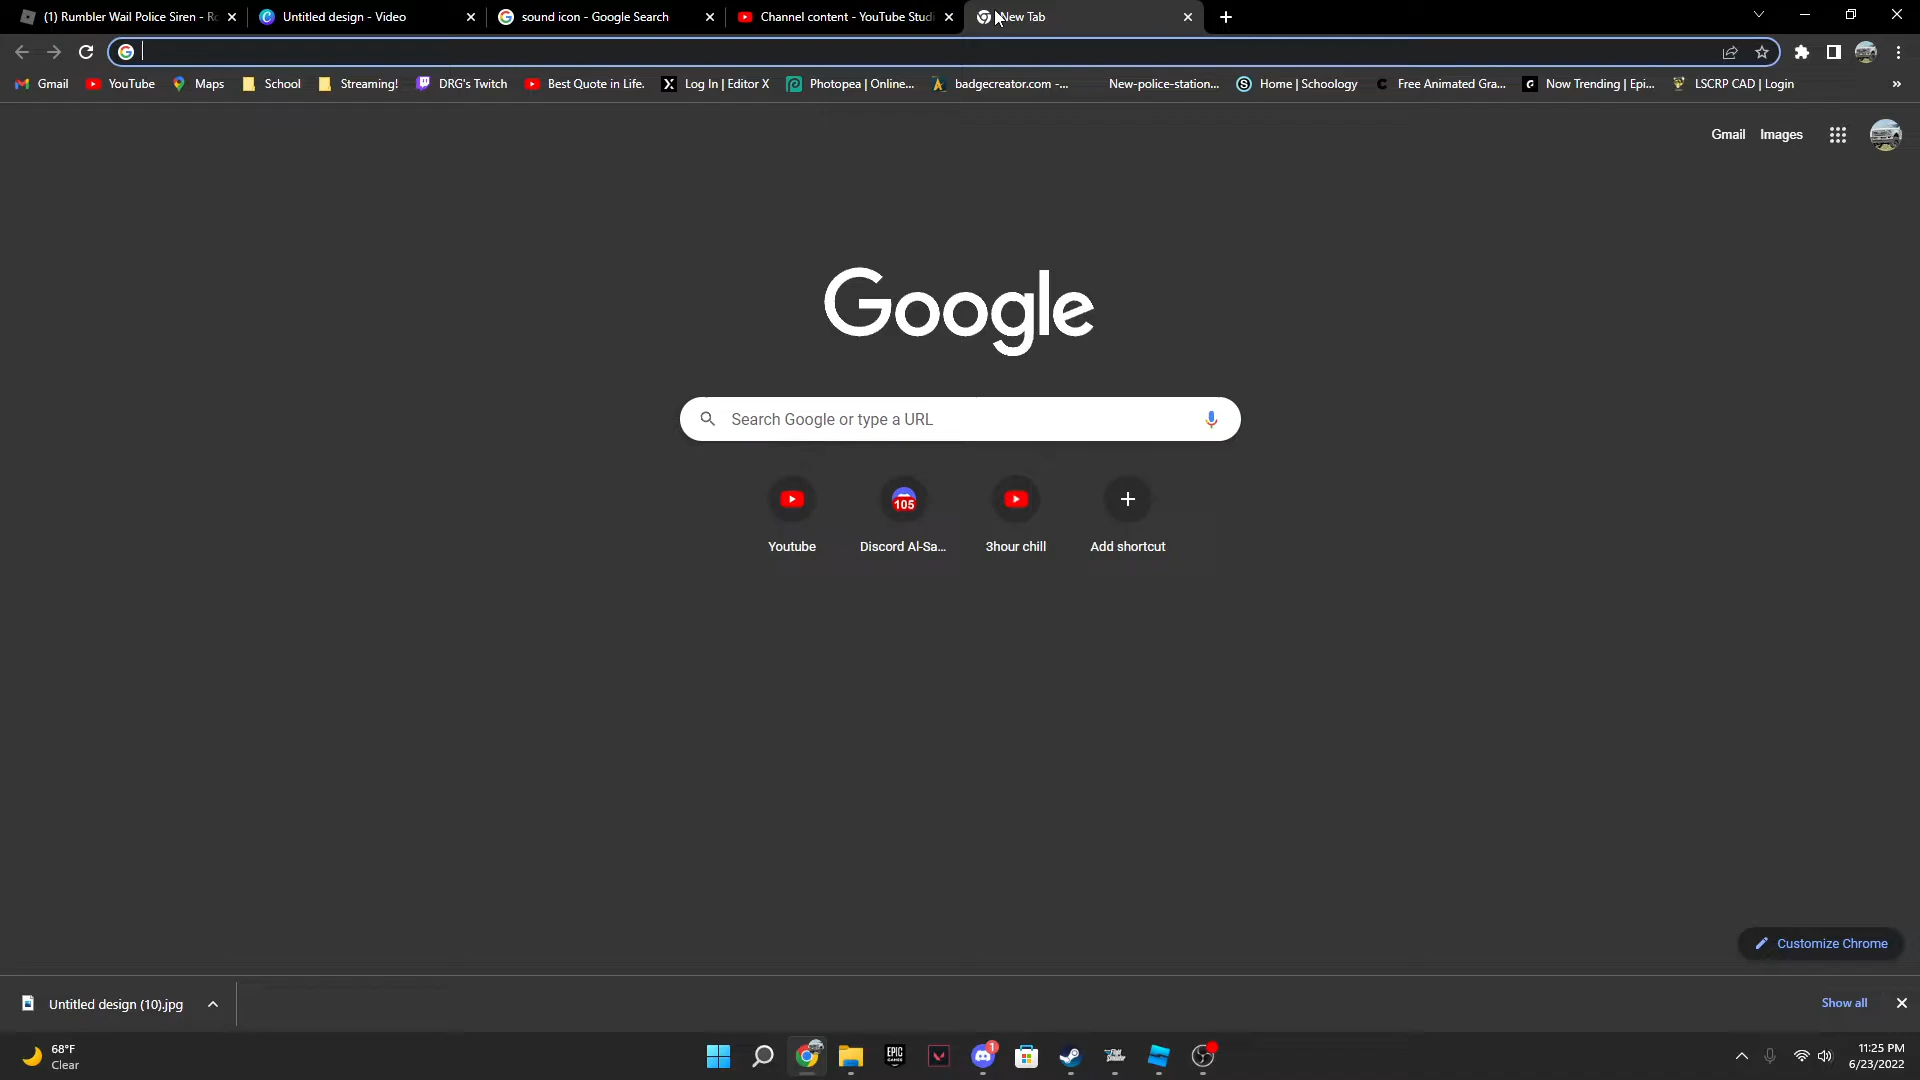 (1) Rumbler Wail Police Siren - Ro
Untitled design - Video
sound icon - Google Search
Channel content - YouTube Studi
New Tab
Gmail
YouTube
Maps
School
Streaming!
DRG's Twitch
Best Quote in Life.
Log In | Editor X
Photopea | Online...
badgecreator.com -...
New-police-station...
Home | Schoology
Free Animated Gra...
Now Trending | Epi...
LSCRP CAD | Login
Gmail Images
Google
Search Google or type a URL
105
Youtube
Discord Al-Sa...
3hour chill
Add shortcut
Customize Chrome
Untitled design (10).jpg
Show all
68°F
Clear
EPIC
GAMES
1
11:25 PM
6/23/2022